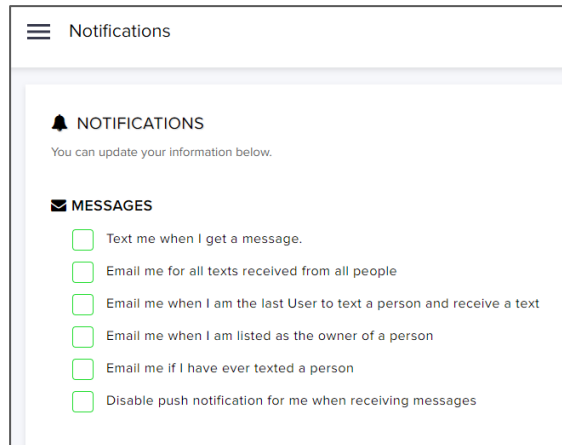 Notifications
NOTIFICATIONS
You can update your information below.
MESSAGES
Text me when I get a message.
Email me for all texts received from all people
Email me when I am the last User to text a person and receive a text
Email me when I am listed as the owner of a person
Email me if I have ever texted a person
Disable push notification for me when receiving messages